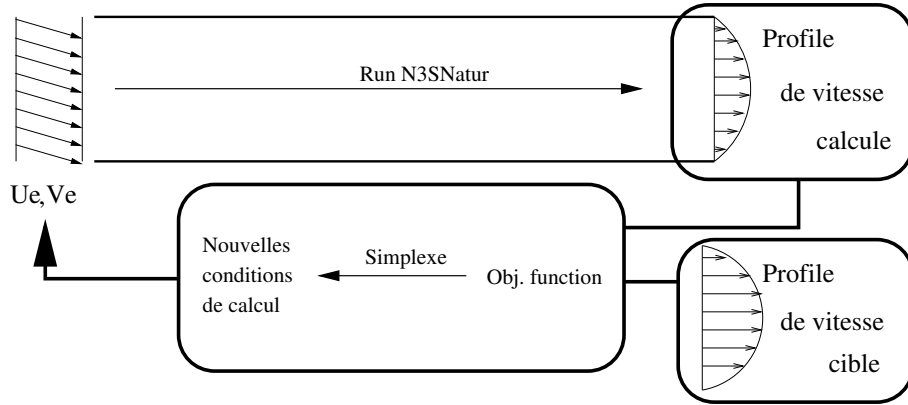 Run N3SNatur
Profile
de vitesse
calcule
Ue,Ve
Nouvelles
conditions
de calcul
Simplexe
Obj. function
Profile
de vitesse
cible